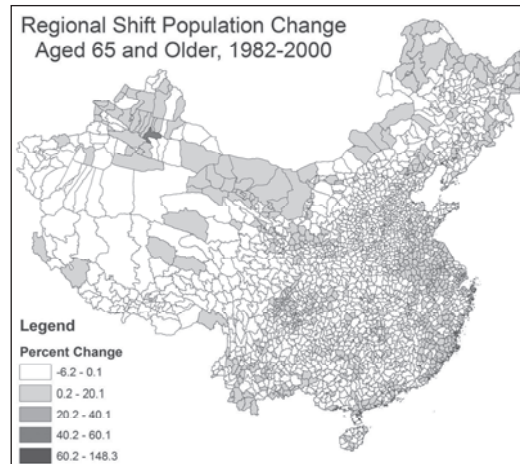 Regional Shift Population Change
Aged 65 and Older, 1982-2000
Legend
Percent Change
-6.2 - 0.1
0.2 - 20.1
20.2 - 40.1
40.2 - 60.1
60.2 - 148.3